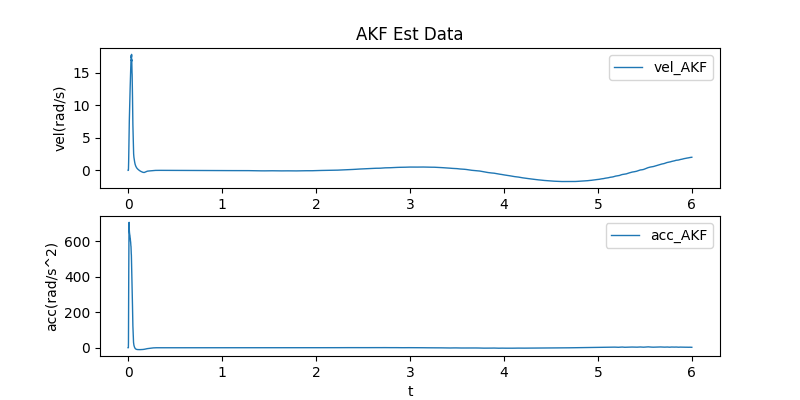 AKF Est Data
vel(rad/s)
15
10
5
0
vel_AKF
0 1 2 3 4 5 6
acc(rad/s^2)
600
400
200
0
acc_AKF
0 1 2 3 4 5 6
t